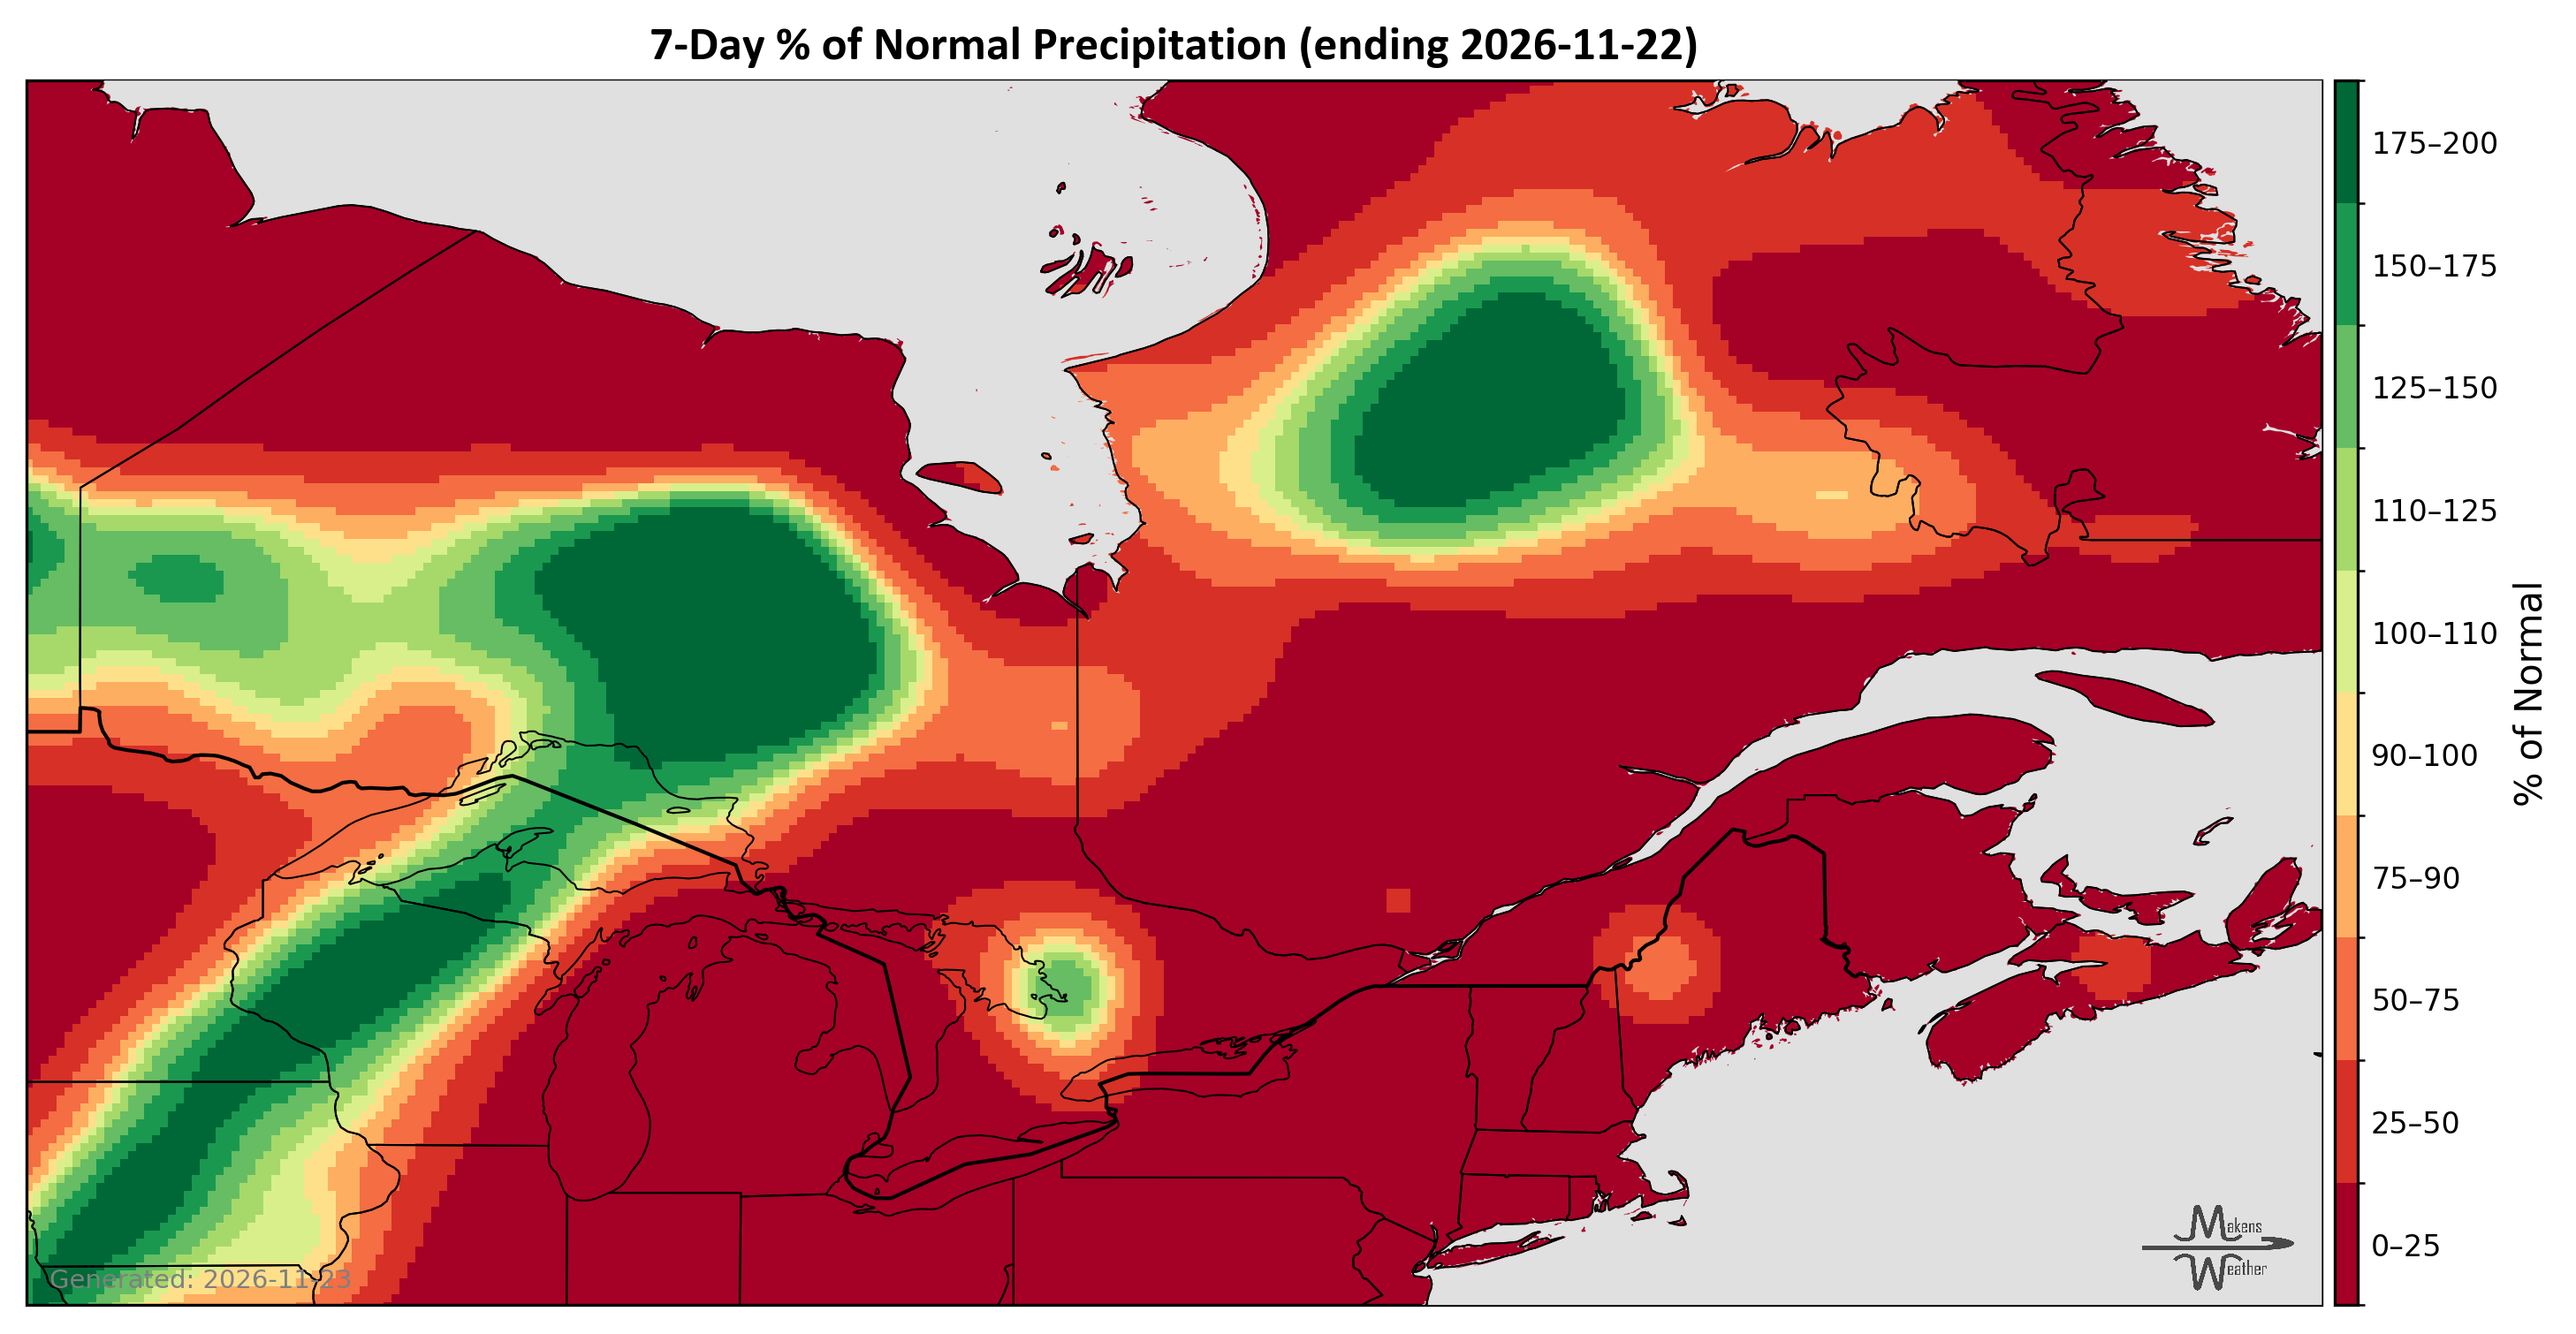 7-Day % of Normal Precipitation (ending 2026-11-22)
175–200
150–175
125–150
110–125
100–110
90–100
75–90
50–75
25–50
0–25
% of Normal
Generated: 2026-11-23
Makens
Weather